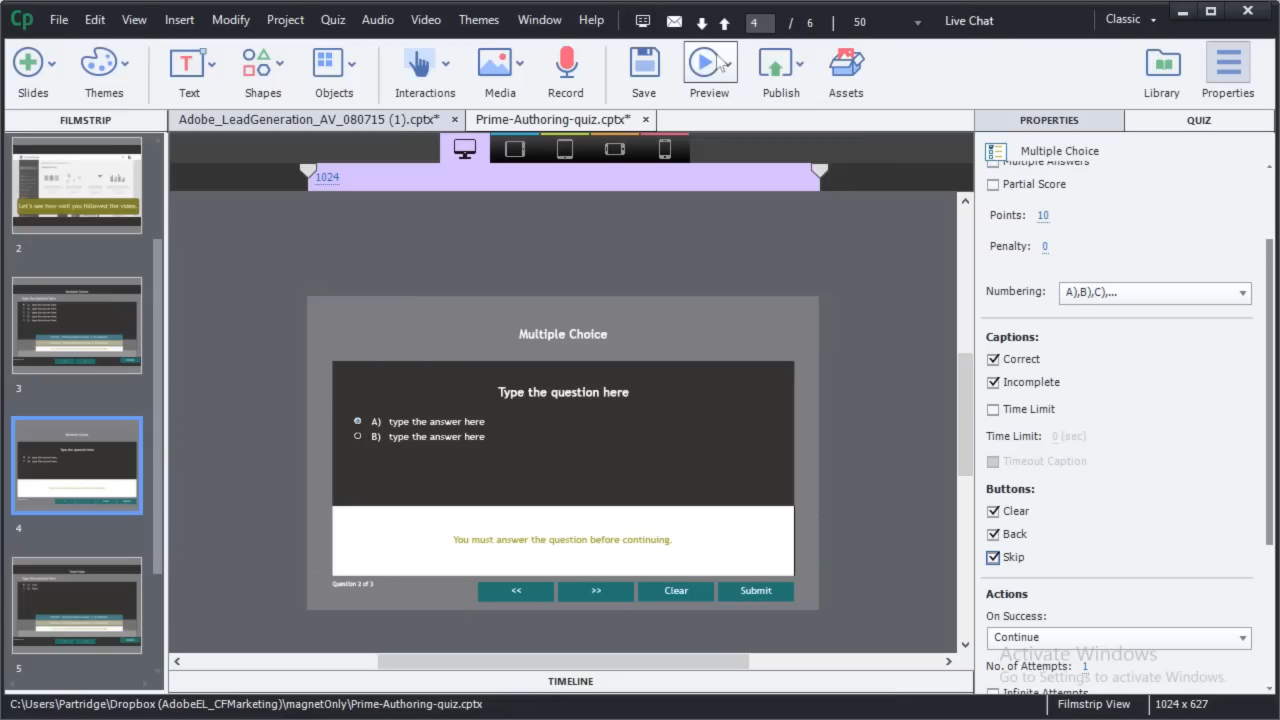 Cp File Edit View Insert Modify Project Quiz Audio Video Themes Window Help 4 / 6 50 Live Chat Classic
Slides Themes Text Shapes Objects Interactions Media Record Save Preview Publish Assets Library Properties
FILMSTRIP
Adobe_LeadGeneration_AV_080715 (1).cptx* ×
Prime-Authoring-quiz.cptx* ×
PROPERTIES
QUIZ
1024
Let's see how well you followed the video.
2
3
4
5
Multiple Choice
Type the question here
A) type the answer here
B) type the answer here
You must answer the question before continuing.
Question 2 of 3
<< >> Clear Submit
TIMELINE
Multiple Choice
Multiple Answers
Partial Score
Points: 10
Penalty: 0
Numbering: A),B),C),...
Captions:
Correct
Incomplete
Time Limit
Time Limit: 0 (sec)
Timeout Caption
Buttons:
Clear
Back
Skip
Actions
On Success:
Continue
Activate Windows
No. of Attempts: 1
Go to Settings to activate Windows.
Infinite Attempts
C:\Users\Partridge\Dropbox (AdobeEL_CFMarketing)\magnetOnly\Prime-Authoring-quiz.cptx
Filmstrip View
1024 x 627